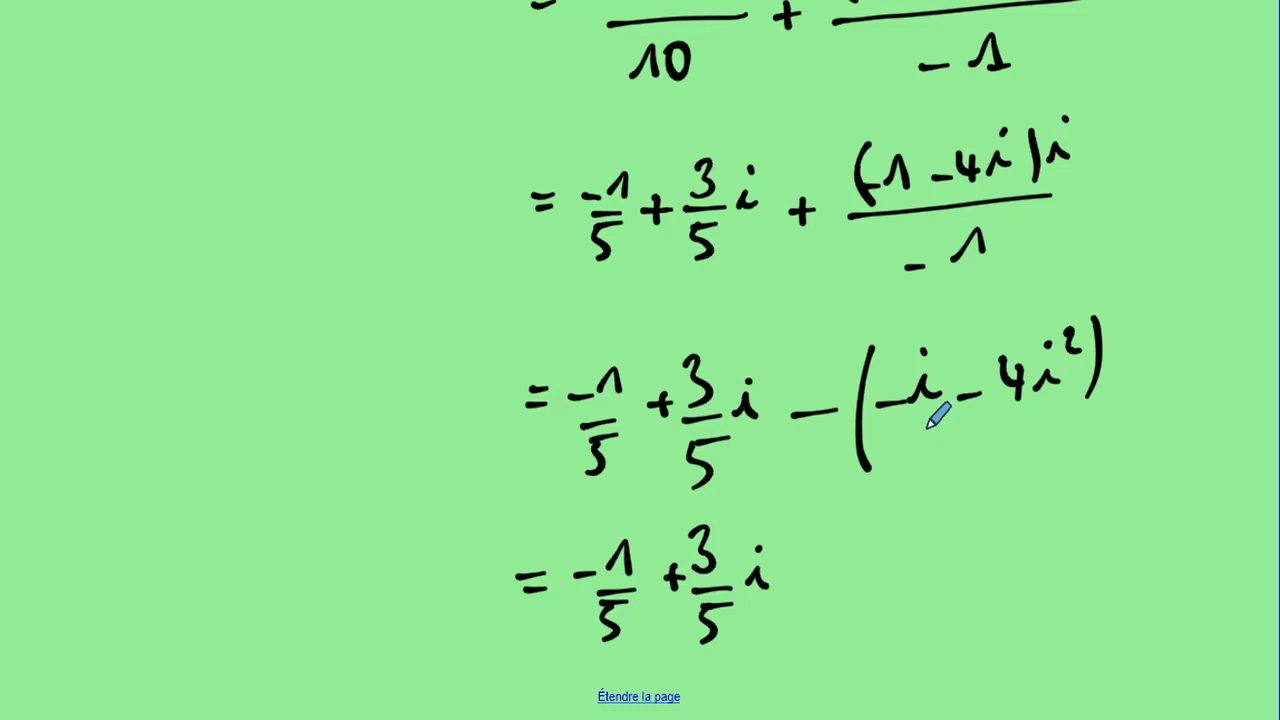 = /10 + /-1
= -1/5 + 3/5 i + (-1 - 4i)i/-1
= -1/5 + 3/5 i - (-i - 4i²)
= -1/5 + 3/5 i
Étendre la page